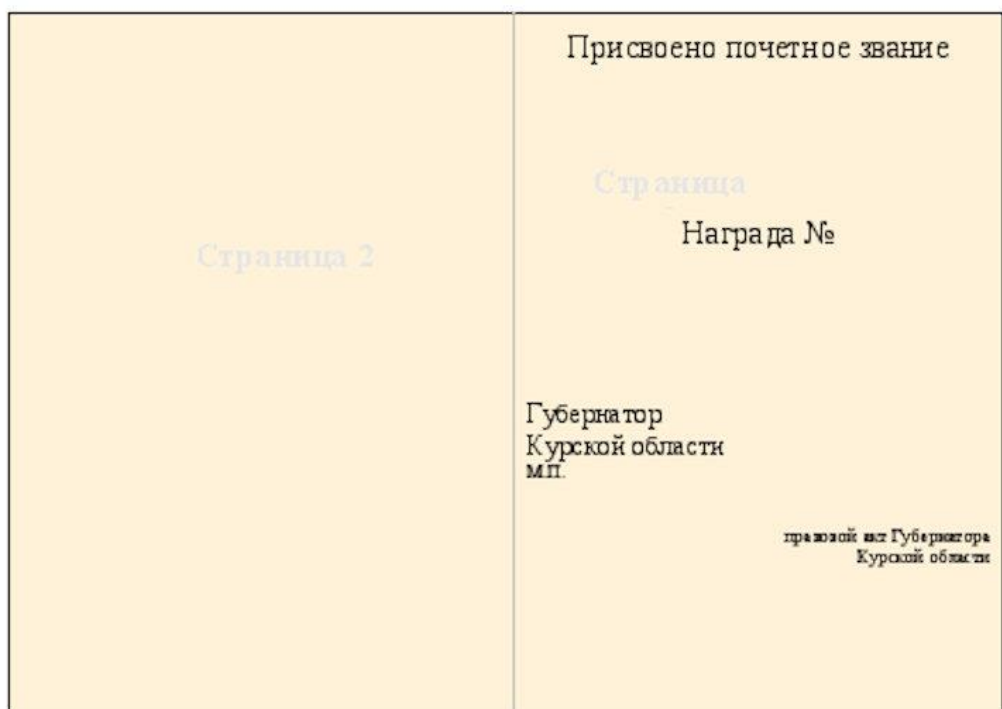 Страница 2
Присвоено почетное звание
Страница
Награда №
Губернатор
Курской области
м.п.
правовой акт Губернатора
Курской области